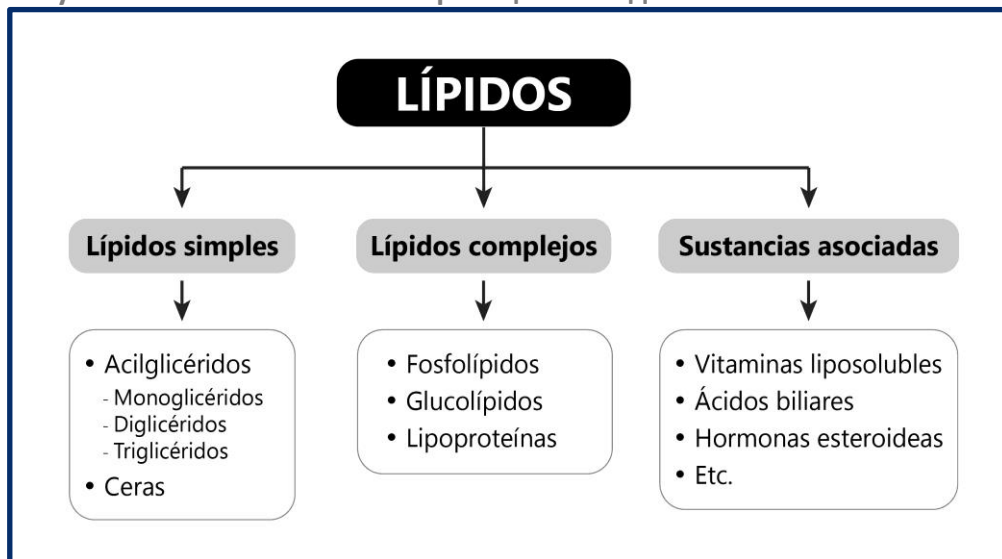 LÍPIDOS
Lípidos simples
• Acilglicéridos
- Monoglicéridos
- Diglicéridos
- Triglicéridos
• Ceras
Lípidos complejos
• Fosfolípidos
• Glucolípidos
• Lipoproteínas
Sustancias asociadas
• Vitaminas liposolubles
• Ácidos biliares
• Hormonas esteroideas
• Etc.